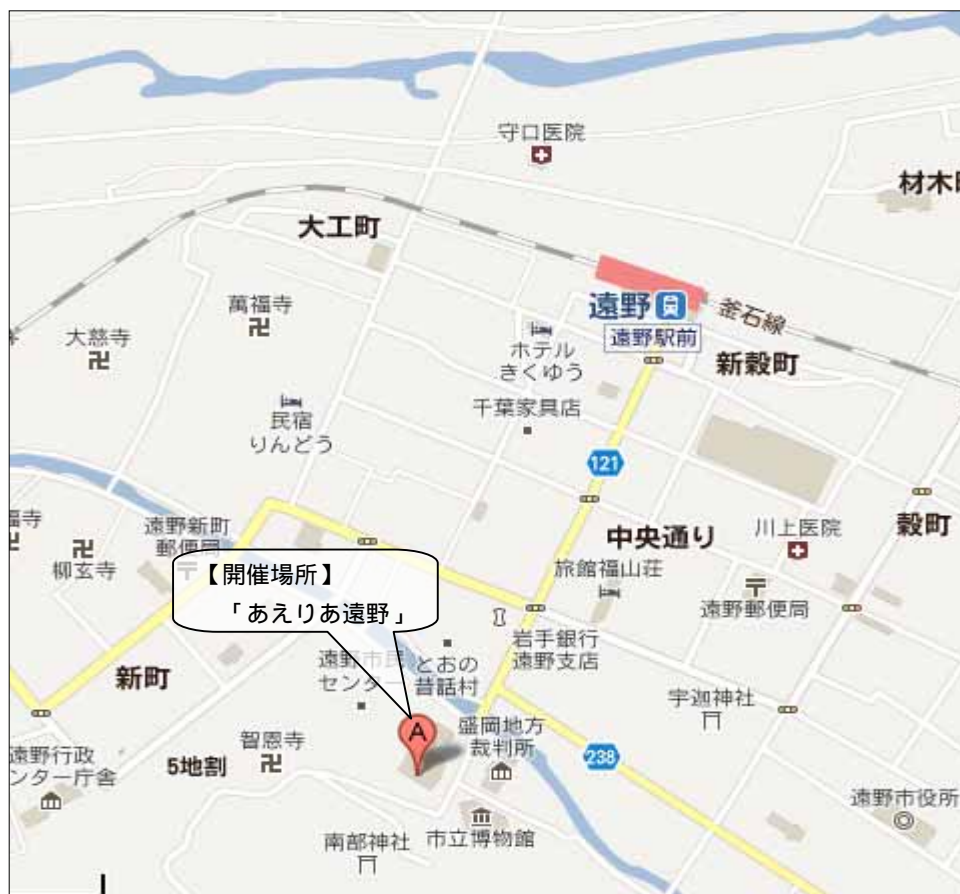 守口医院
材木
大工町
遠野
釜石線
遠野駅前
新穀町
萬福寺
大慈寺
ホテル
きくゆう
千葉家具店
民宿
りんどう
121
中央通り
川上医院
穀町
福寺
遠野新町
郵便局
柳玄寺
旅館福山荘
遠野郵便局
【開催場所】
「あえりあ遠野」
岩手銀行
遠野支店
新町
遠野市民
センター
とおの
昔話村
宇迦神社
A
盛岡地方
裁判所
238
智恩寺
5地割
遠野行政
ンター庁舎
遠野市役所
市立博物館
南部神社